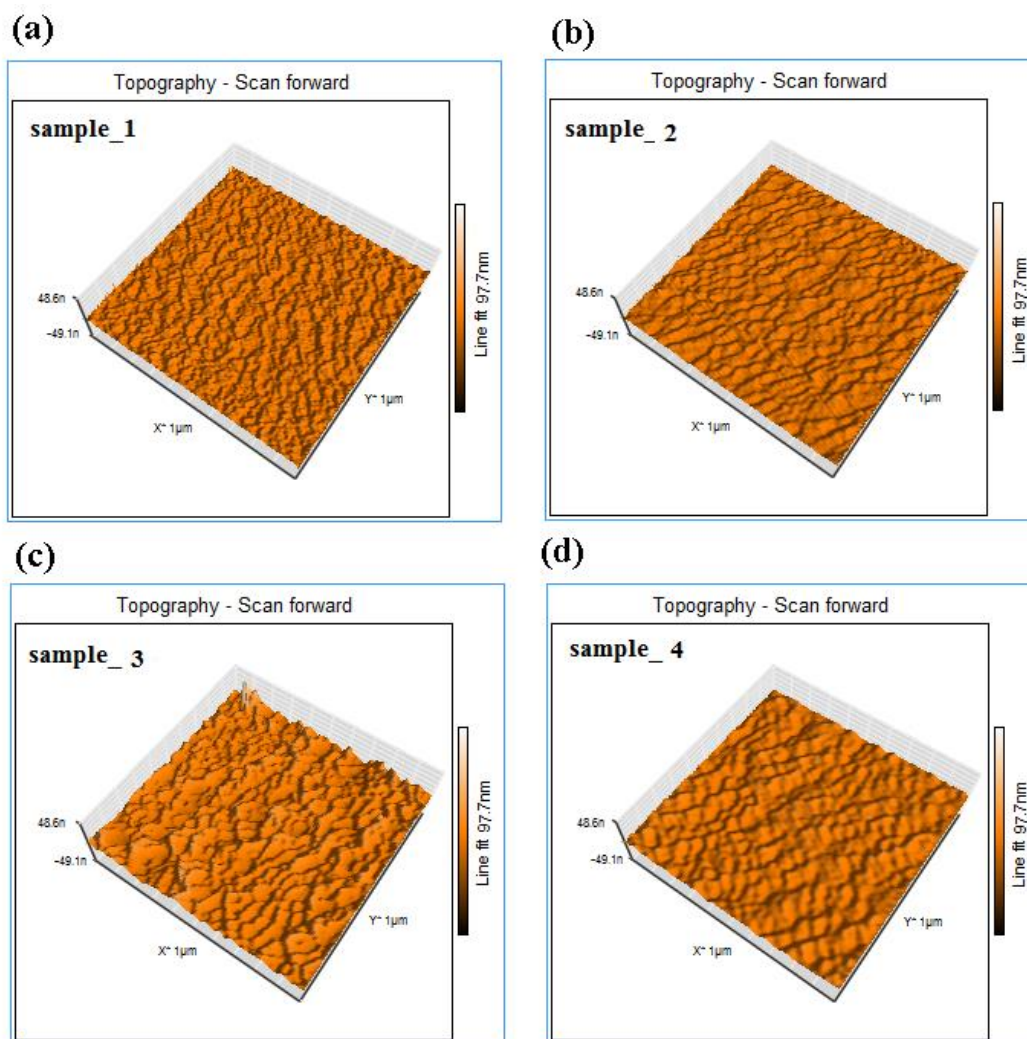 (a)
Topography - Scan forward
sample_1
48.6n
-49.1n
X* 1µm
Y* 1µm
Line fit 97.7nm
(b)
Topography - Scan forward
sample_ 2
48.6n
-49.1n
X* 1µm
Y* 1µm
Line fit 97.7nm
(c)
Topography - Scan forward
sample_ 3
48.6n
-49.1n
X* 1µm
Y* 1µm
Line fit 97.7nm
(d)
Topography - Scan forward
sample_ 4
48.6n
-49.1n
X* 1µm
Y* 1µm
Line fit 97.7nm